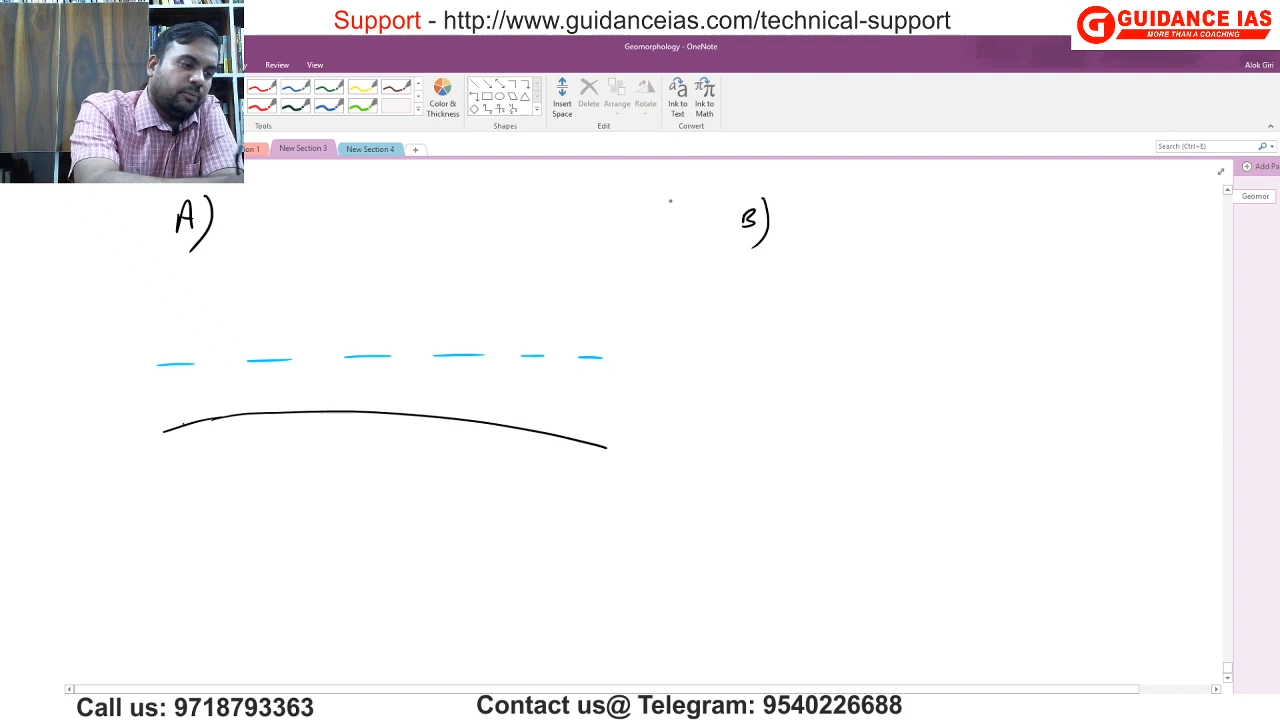 Support - http://www.guidanceias.com/technical-support
GUIDANCE IAS
MORE THAN A COACHING
Geomorphology - OneNote
Review View
Alok Giri
Color & Thickness
Insert Space
Delete
Arrange
Rotate
Ink to Text
Ink to Math
Tools
Shapes
Edit
Convert
New Section 3
New Section 4
Search (Ctrl+E)
Add Pa
Geomor
A)
B)
Call us: 9718793363
Contact us@ Telegram: 9540226688